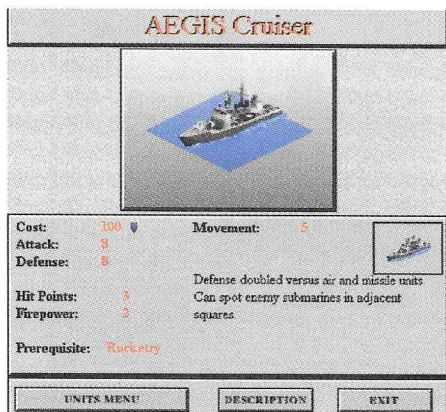 AEGIS Cruiser
Cost: 100 Movement: 5
Attack: 8
Defense: 8
Defense doubled versus air and missile units.
Hit Points: 3 Can spot enemy submarines in adjacent
Firepower: 2 squares.
Prerequisite: Rocketry
UNITS MENU DESCRIPTION EXIT